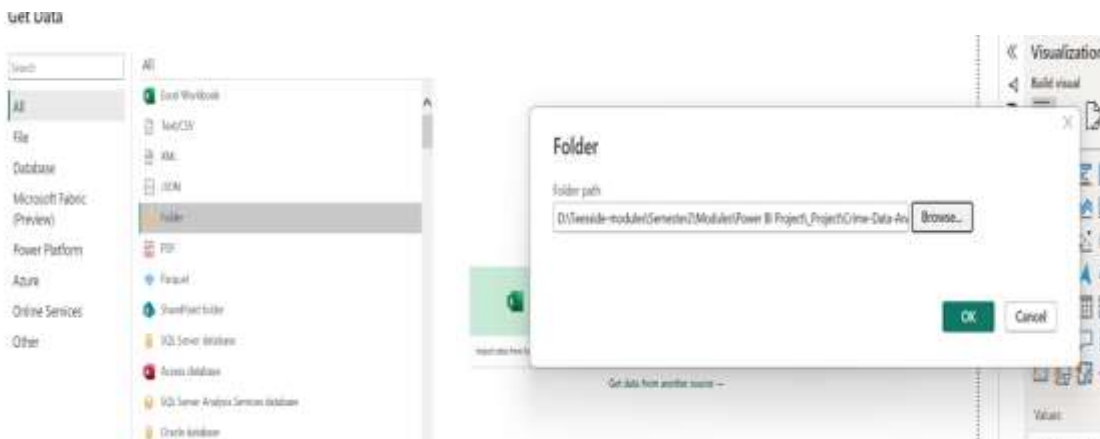 Get Data
Search
All
File
Database
Microsoft Fabric
(Preview)
Power Platform
Azure
Online Services
Other
All
Excel Workbook
Text/CSV
XML
JSON
Folder
PDF
Parquet
SharePoint folder
SQL Server database
Access database
SQL Server Analysis Services database
Oracle database
Folder
Folder path
D:\Teesside-modules\Semester2\Modules\Power BI Project\_Project\Crime-Data-An
Browse...
OK
Cancel
Get data from another source →
Visualization
Build visual
Values